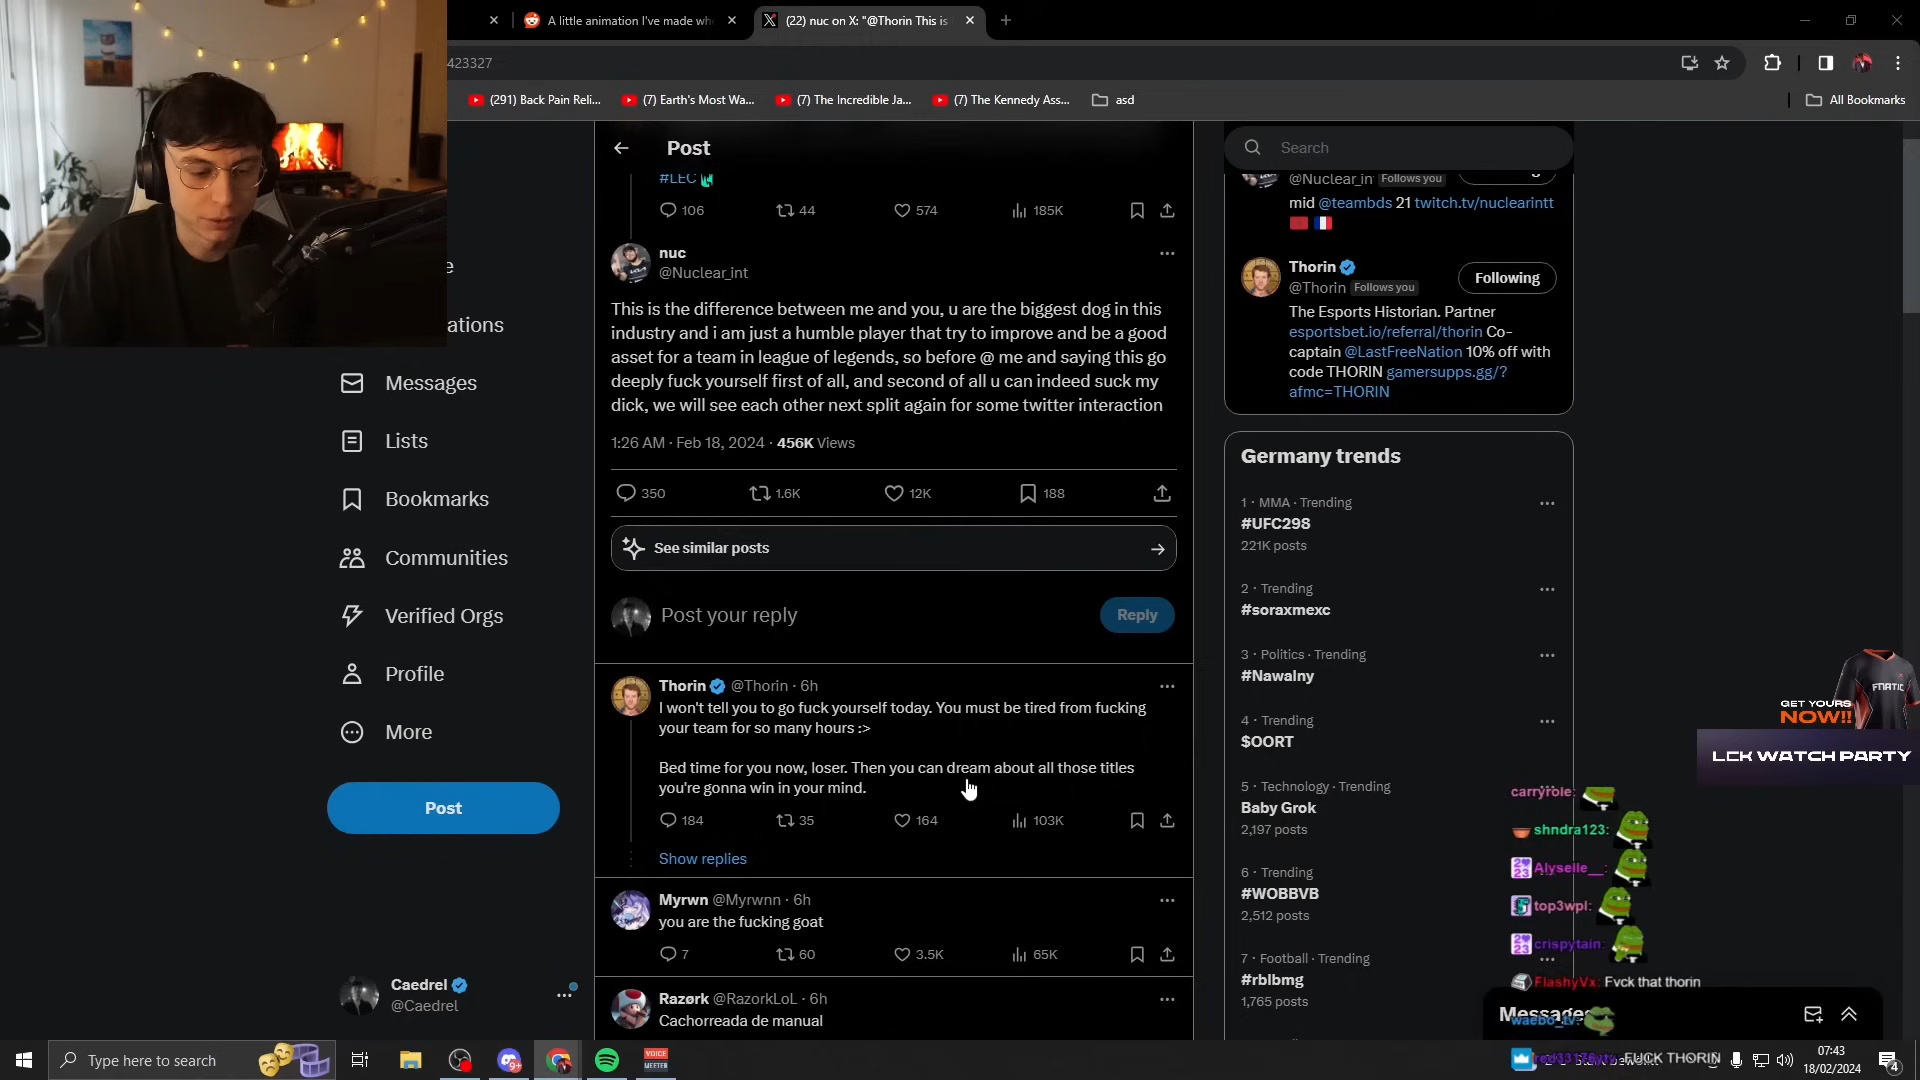 A little animation I've made wh
(22) nuc on X: "@Thorin This is
423327
(291) Back Pain Reli...
(7) Earth's Most Wa...
(7) The Incredible Ja...
(7) The Kennedy Ass...
asd
All Bookmarks
Post
#LEC
106
44
574
185K
nuc
@Nuclear_int
This is the difference between me and you, u are the biggest dog in this
industry and i am just a humble player that try to improve and be a good
asset for a team in league of legends, so before @ me and saying this go
deeply fuck yourself first of all, and second of all u can indeed suck my
dick, we will see each other next split again for some twitter interaction
1:26 AM · Feb 18, 2024 · 456K Views
350
1.6K
12K
188
See similar posts
Post your reply
Reply
Thorin @Thorin · 6h
I won't tell you to go fuck yourself today. You must be tired from fucking
your team for so many hours :>
Bed time for you now, loser. Then you can dream about all those titles
you're gonna win in your mind.
184
35
164
103K
Show replies
Myrwn @Myrwnn · 6h
you are the fucking goat
7
60
3.5K
65K
Razørk @RazorkLoL · 6h
Cachorreada de manual
e
ations
Messages
Lists
Bookmarks
Communities
Verified Orgs
Profile
More
Post
Caedrel
@Caedrel
Search
@Nuclear_in
Follows you
mid @teambds 21 twitch.tv/nuclearintt
Thorin
@Thorin Follows you
Following
The Esports Historian. Partner
esportsbet.io/referral/thorin Co-
captain @LastFreeNation 10% off with
code THORIN gamersupps.gg/?
afmc=THORIN
Germany trends
1 · MMA · Trending
#UFC298
221K posts
2 · Trending
#soraxmexc
3 · Politics · Trending
#Nawalny
4 · Trending
$OORT
5 · Technology · Trending
Baby Grok
2,197 posts
6 · Trending
#WOBBVB
2,512 posts
7 · Football · Trending
#rblbmg
1,765 posts
Messages
FNATIC
GET YOURS
NOW!!
LCK WATCH PARTY
carryrole:
shndra123:
Alyselle__:
top3wpl:
crispytain:
FlashyVx: Fvck that thorin
waebo_tv:
FUCK THORIN
Type here to search
9+
VOICE
MEETER
07:43
18/02/2024
4